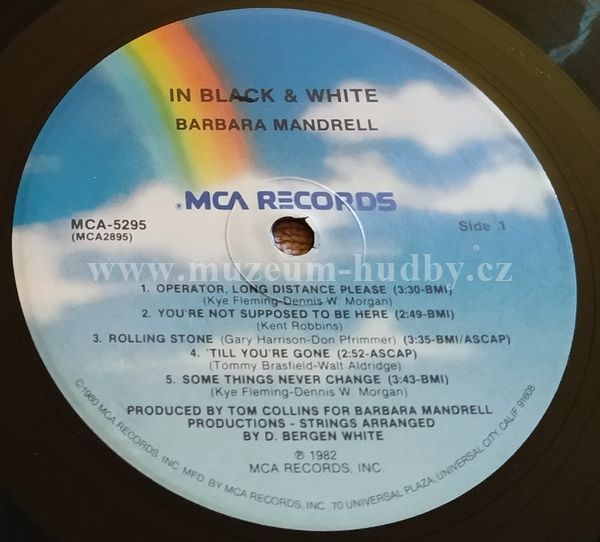 IN BLACK & WHITE
BARBARA MANDRELL
®MCA RECORDS
MCA-5295
(MCA2895)
Side 1
www.muzeum-hudby.cz
1. OPERATOR, LONG DISTANCE PLEASE (3:30-BMI)
(Kye Fleming-Dennis W. Morgan)
2. YOU'RE NOT SUPPOSED TO BE HERE (2:49-BMI)
(Kent Robbins)
3. ROLLING STONE (Gary Harrison-Don Pfrimmer) (3:35-BMI/ASCAP)
4. 'TILL YOU'RE GONE (2:52-ASCAP)
(Tommy Brasfield-Walt Aldridge)
5. SOME THINGS NEVER CHANGE (3:43-BMI)
(Kye Fleming-Dennis W. Morgan)
PRODUCED BY TOM COLLINS FOR BARBARA MANDRELL
PRODUCTIONS - STRINGS ARRANGED
BY D. BERGEN WHITE
℗ 1982
MCA RECORDS, INC.
©1980 MCA RECORDS, INC. MFD. BY MCA RECORDS, INC., 70 UNIVERSAL PLAZA, UNIVERSAL CITY, CALIF. 91608